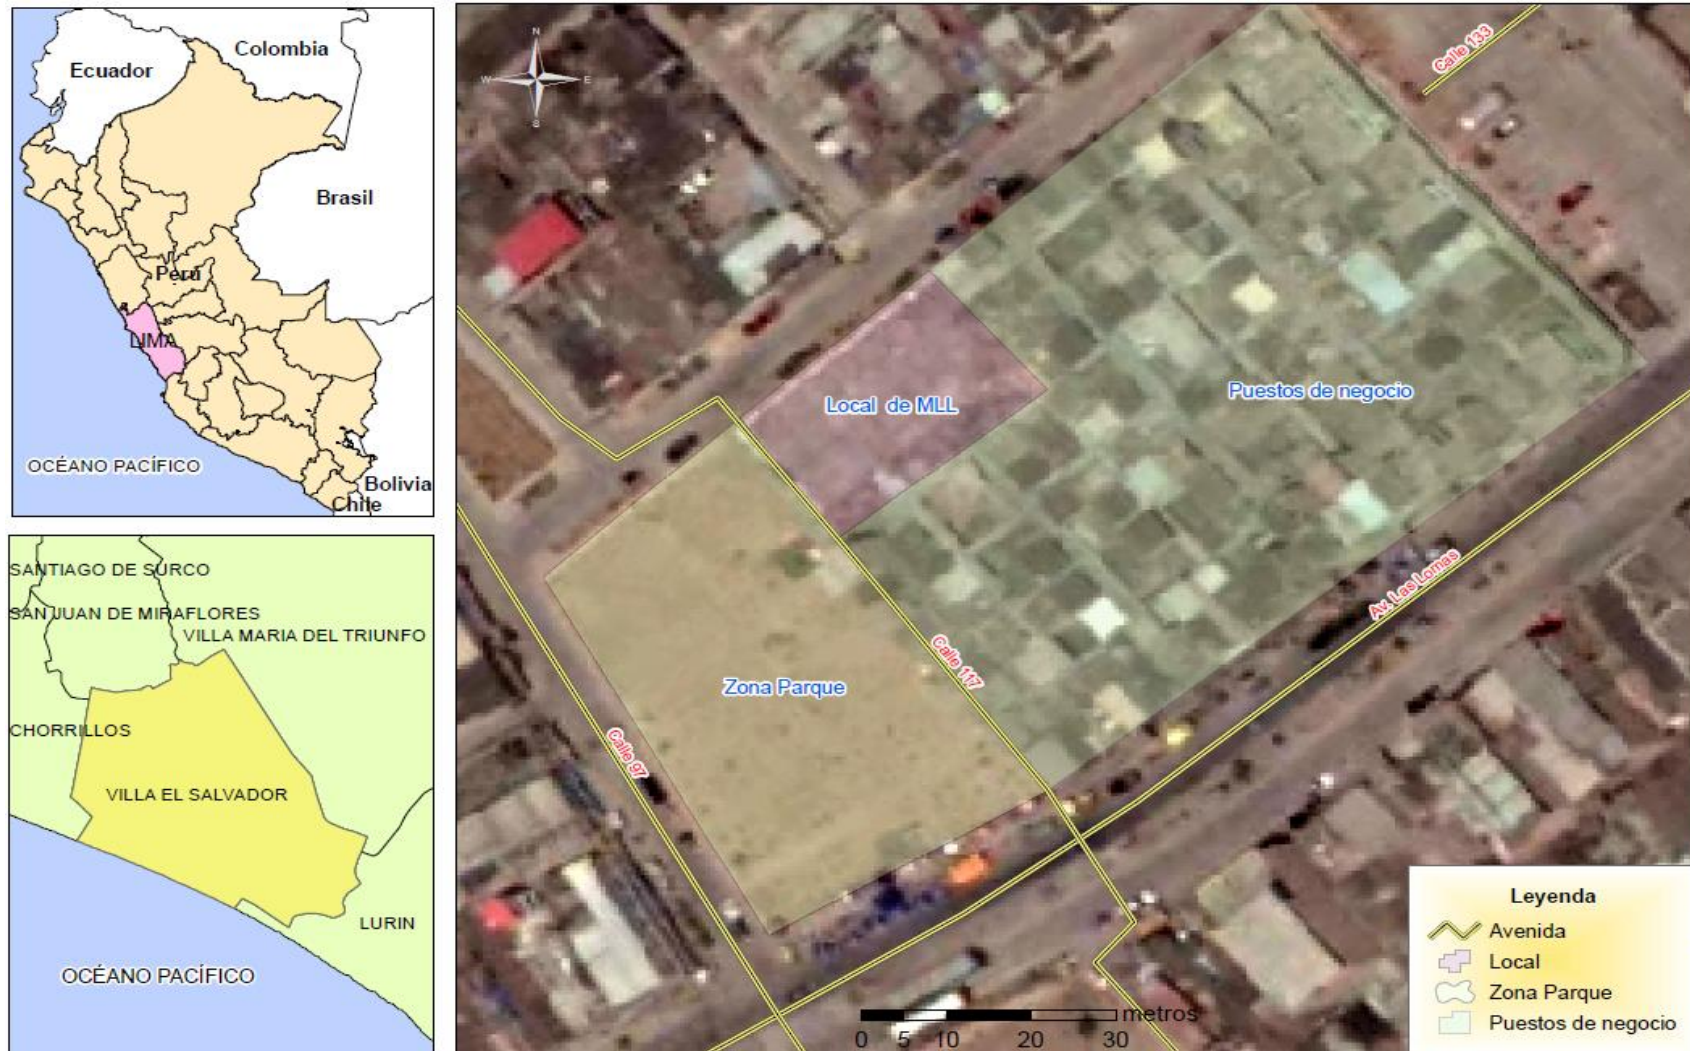 Ecuador
Colombia
Brasil
Perú
LIMA
OCÉANO PACÍFICO
Bolivia
Chile
SANTIAGO DE SURCO
SAN JUAN DE MIRAFLORES
VILLA MARIA DEL TRIUNFO
CHORRILLOS
VILLA EL SALVADOR
LURIN
OCÉANO PACÍFICO
N
W E
S
Calle 133
Local de MLL
Puestos de negocio
Av. Las Lomas
Calle 117
Zona Parque
Calle 97
metros
0 5 10 20 30
Leyenda
Avenida
Local
Zona Parque
Puestos de negocio